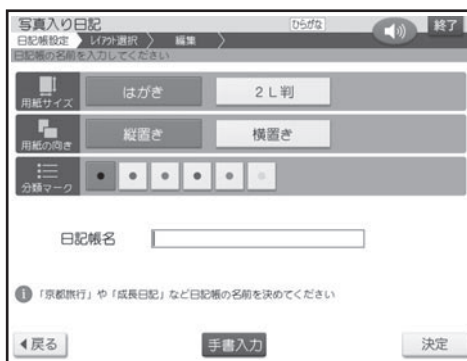 写真入り日記
ひらがな
終了
日記帳設定 レイアウト選択 編集
日記帳の名前を入力してください
用紙サイズ はがき 2L判
用紙の向き 縦置き 横置き
分類マーク
日記帳名
「京都旅行」や「成長日記」など日記帳の名前を決めてください
戻る 手書入力 決定